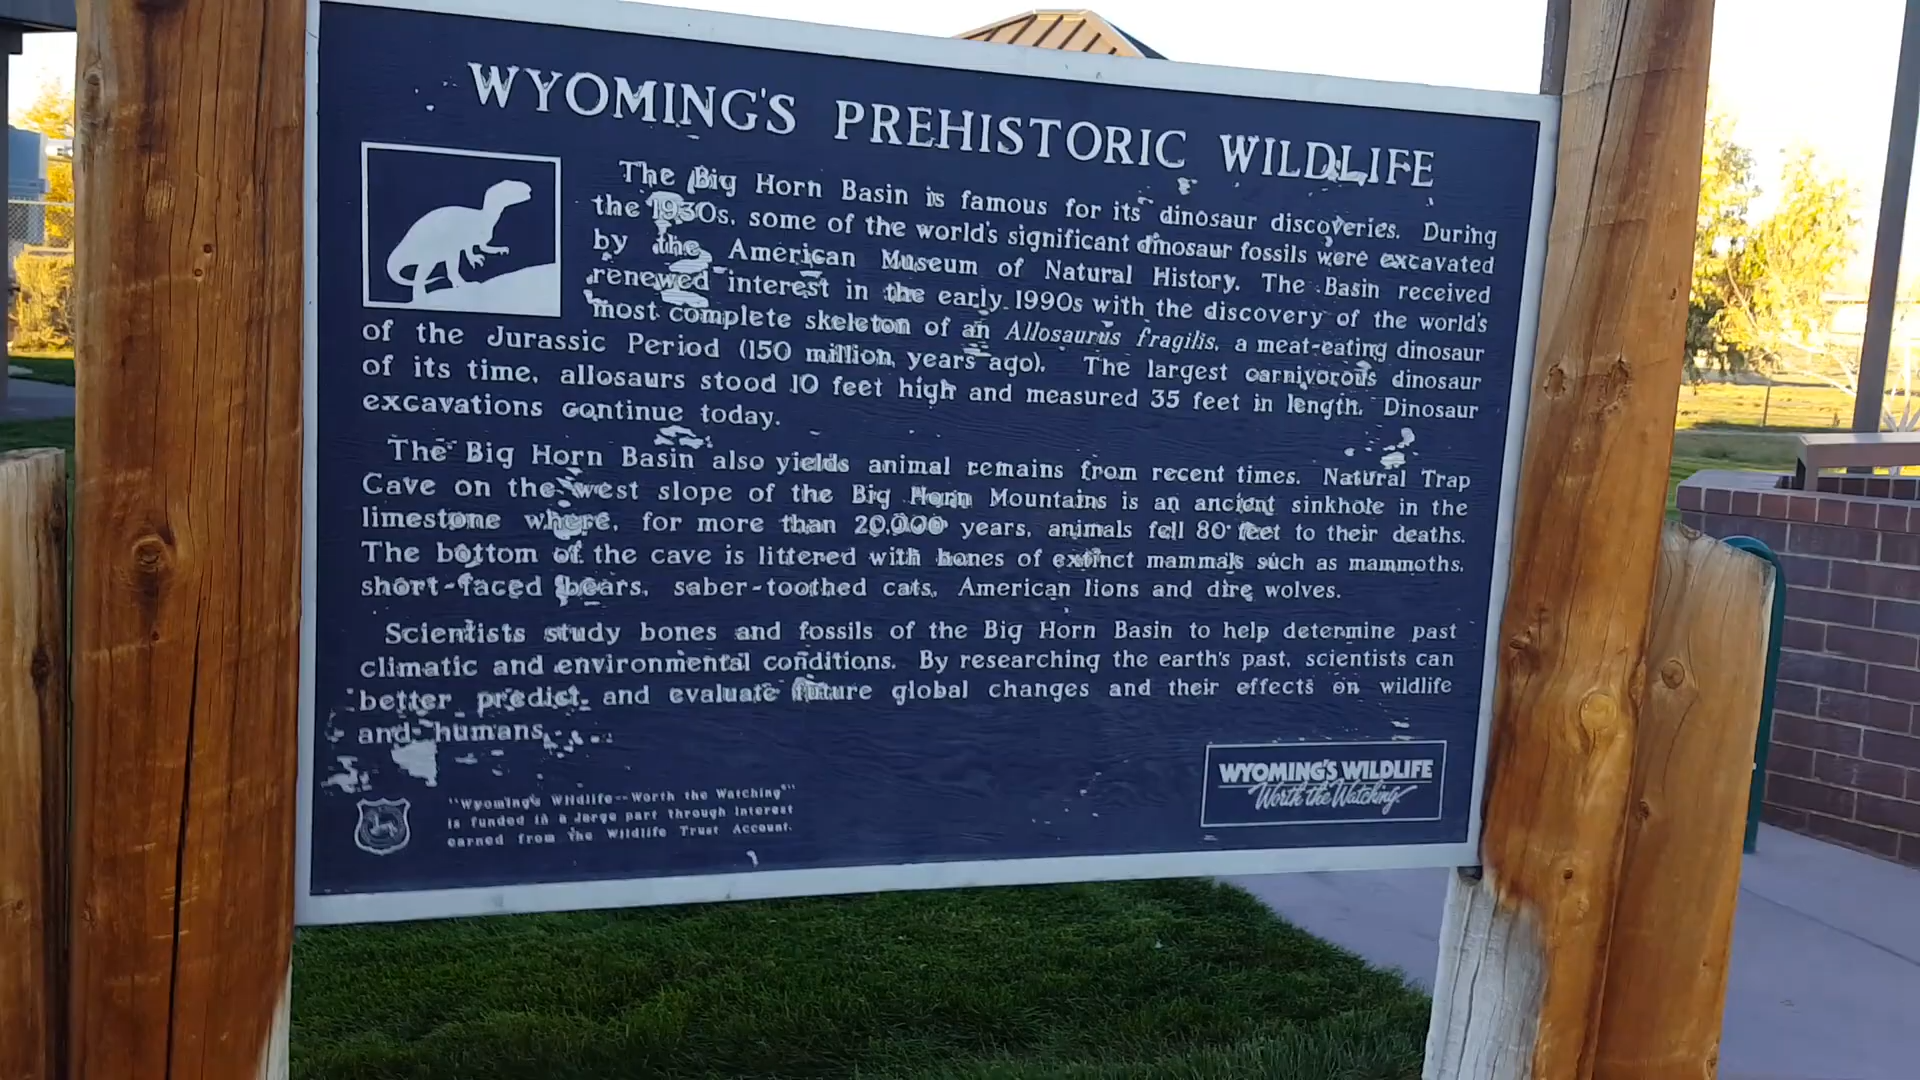 WYOMING'S PREHISTORIC WILDLIFE
The Big Horn Basin is famous for its dinosaur discoveries. During
the 1930s, some of the world's significant dinosaur fossils were excavated
by the American Museum of Natural History. The Basin received
renewed interest in the early 1990s with the discovery of the world's
most complete skeleton of an Allosaurus fragilis, a meat-eating dinosaur
of the Jurassic Period (150 million years ago). The largest carnivorous dinosaur
of its time, allosaurs stood 10 feet high and measured 35 feet in length. Dinosaur
excavations continue today.
The Big Horn Basin also yields animal remains from recent times. Natural Trap
Cave on the west slope of the Big Horn Mountains is an ancient sinkhole in the
limestone where, for more than 20,000 years, animals fell 80 feet to their deaths.
The bottom of the cave is littered with bones of extinct mammals such as mammoths,
short-faced bears, saber-toothed cats, American lions and dire wolves.
Scientists study bones and fossils of the Big Horn Basin to help determine past
climatic and environmental conditions. By researching the earth's past, scientists can
better predict and evaluate future global changes and their effects on wildlife
and humans.
"Wyoming's Wildlife--Worth the Watching"
is funded in a large part through interest
earned from the Wildlife Trust Account.
WYOMING'S WILDLIFE
Worth the Watching